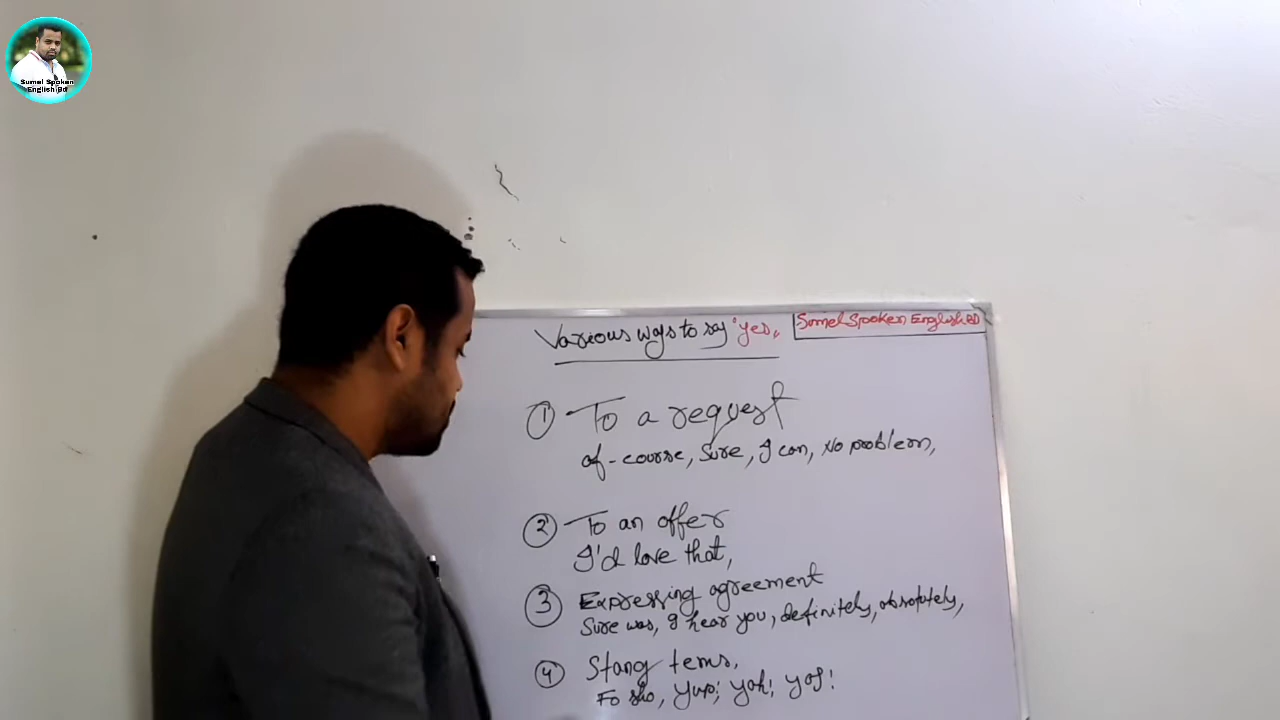 Sumel Spoken
English Bd
Various ways to say "yes"
Sumel Spoken English BD
① To a request
of-course, Sure, I can, No problem,
② To an offer
I'd love that,
③ Expressing agreement
Sure was, I hear you, definitely, absolutely,
④ Slang tems,
Fo sho, Yup! Yah! Yas!